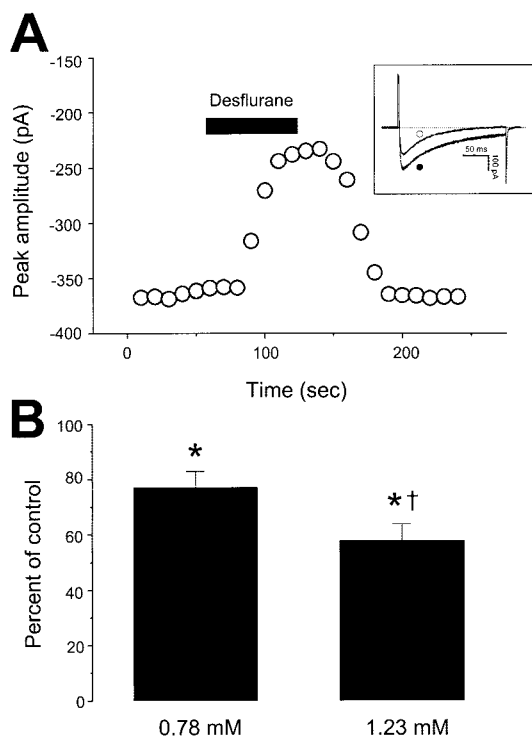 A
-150
-200
-250
-300
-350
-400
Peak amplitude (pA)
Desflurane
50 ms
100 pA
0
100
200
Time (sec)
B
100
80
60
40
20
0
Percent of control
*
*†
0.78 mM
1.23 mM